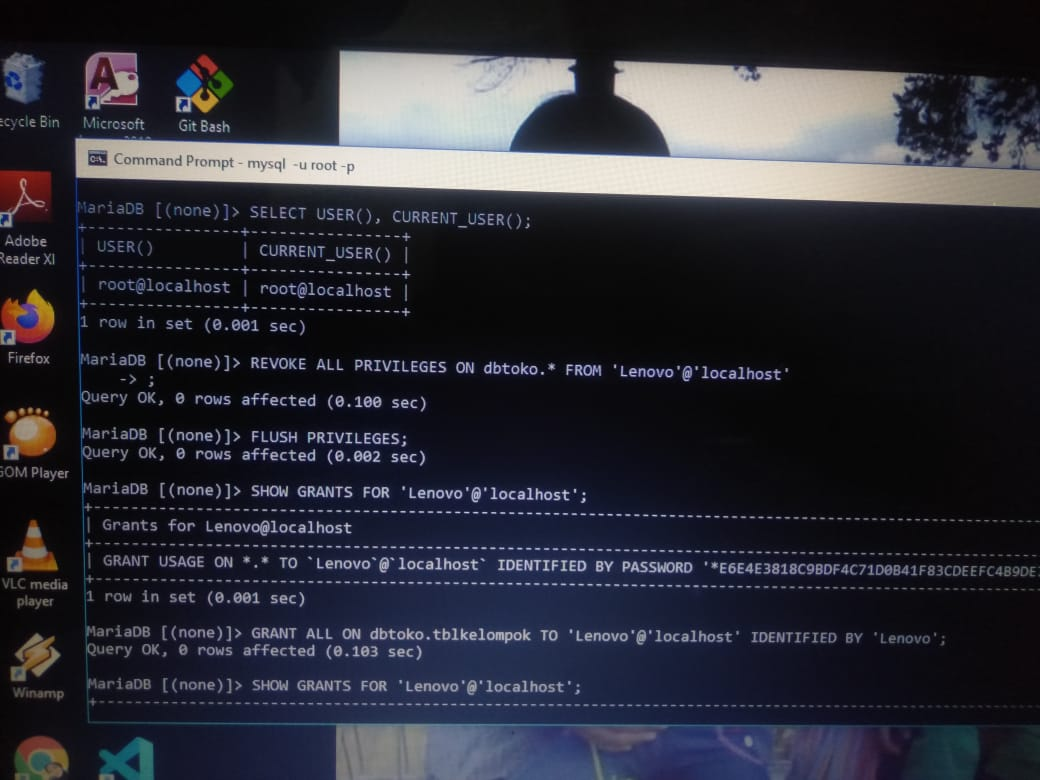 ecycle Bin
Microsoft
Git Bash
Adobe
Reader XI
Firefox
GOM Player
VLC media
player
Winamp
Command Prompt - mysql -u root -p
MariaDB [(none)]> SELECT USER(), CURRENT_USER();
+----------------+----------------+
| USER() | CURRENT_USER() |
+----------------+----------------+
| root@localhost | root@localhost |
+----------------+----------------+
1 row in set (0.001 sec)
MariaDB [(none)]> REVOKE ALL PRIVILEGES ON dbtoko.* FROM 'Lenovo'@'localhost'
-> ;
Query OK, 0 rows affected (0.100 sec)
MariaDB [(none)]> FLUSH PRIVILEGES;
Query OK, 0 rows affected (0.002 sec)
MariaDB [(none)]> SHOW GRANTS FOR 'Lenovo'@'localhost';
| Grants for Lenovo@localhost
| GRANT USAGE ON *.* TO `Lenovo`@`localhost` IDENTIFIED BY PASSWORD '*E6E4E3818C9BDF4C71D0B41F83CDEEFC4B9DE
1 row in set (0.001 sec)
MariaDB [(none)]> GRANT ALL ON dbtoko.tblkelompok TO 'Lenovo'@'localhost' IDENTIFIED BY 'Lenovo';
Query OK, 0 rows affected (0.103 sec)
MariaDB [(none)]> SHOW GRANTS FOR 'Lenovo'@'localhost';